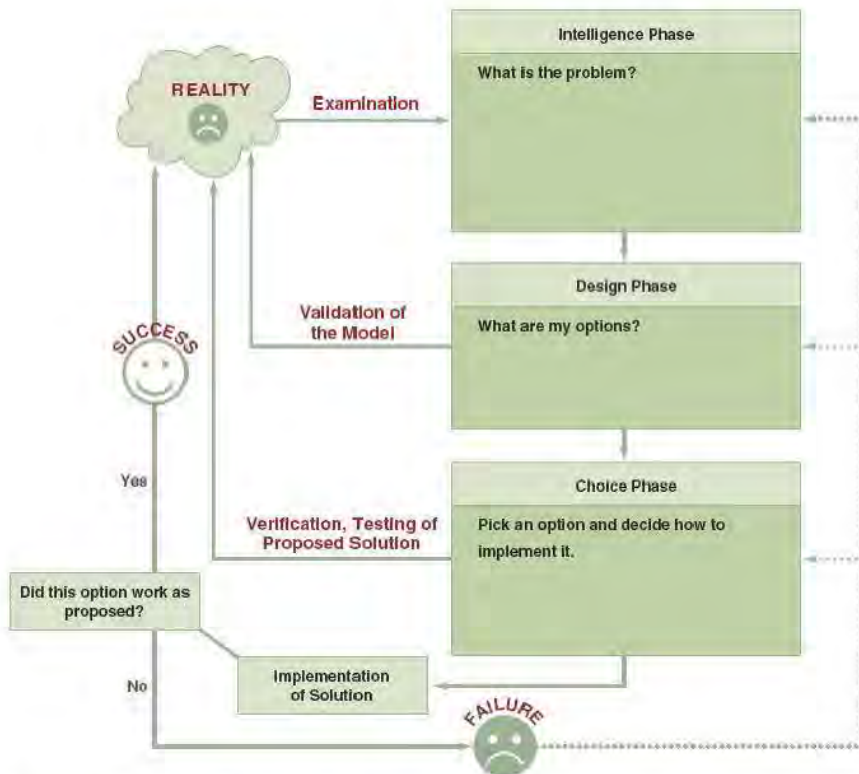 Intelligence Phase
What is the problem?
REALITY
Examination
Design Phase
What are my options?
Validation of
the Model
SUCCESS
Choice Phase
Pick an option and decide how to
implement it.
Yes
Verification, Testing of
Proposed Solution
Did this option work as
proposed?
Implementation
of Solution
No
FAILURE